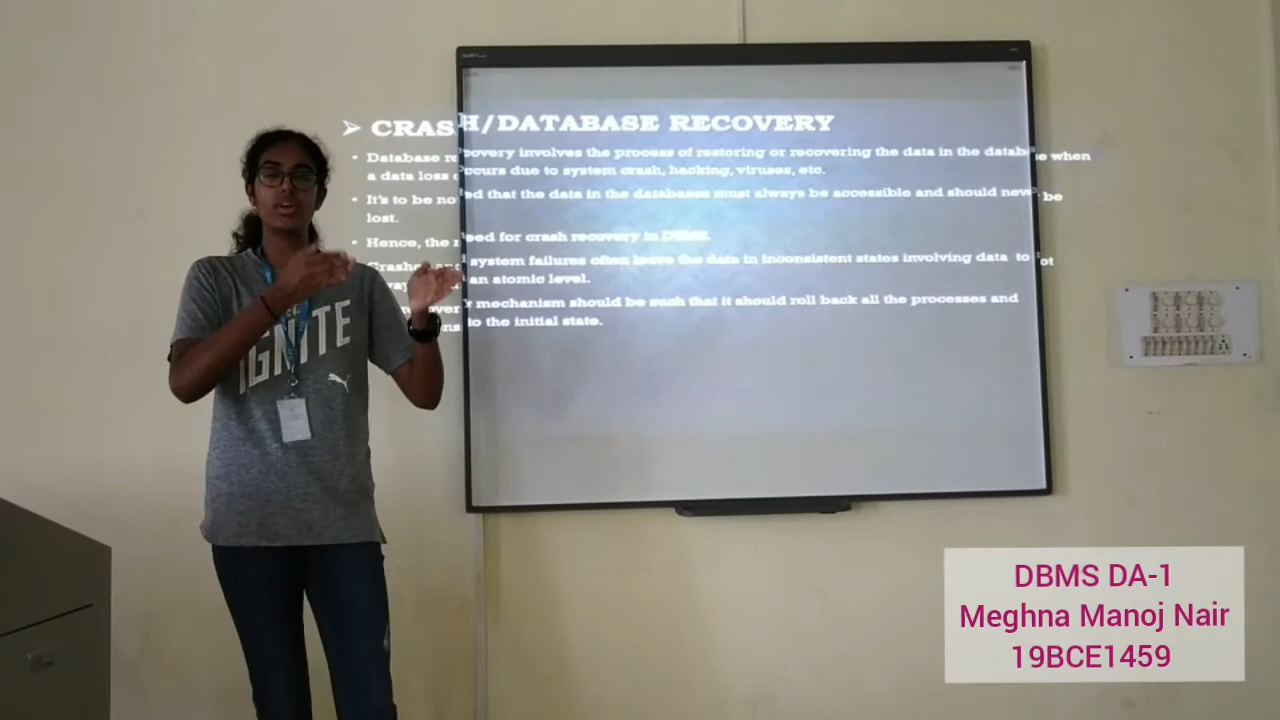 ➢ CRASH/DATABASE RECOVERY
• Database recovery involves the process of restoring or recovering the data in the database when
a data loss occurs due to system crash, hacking, viruses, etc.
• It's to be noted that the data in the databases must always be accessible and should never be
lost.
• Hence, the need for crash recovery in DBMS.
• Crashes and system failures often leave the data in inconsistent states involving data to
an atomic level.
mechanism should be such that it should roll back all the processes and
to the initial state.
IGNITE
DBMS DA-1
Meghna Manoj Nair
19BCE1459